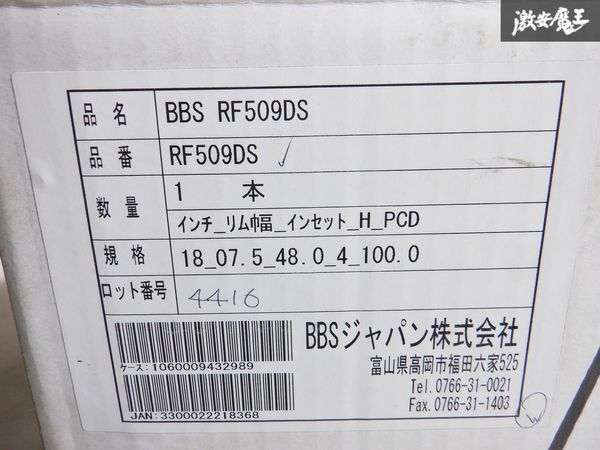 激安魔王
品名 BBS RF509DS
品番 RF509DS
数量 1 本
インチ_リム巾畐_インセット_H_PCD
規格 18_07.5_48.0_4_100.0
ロット番号 4416
BBSジャパン株式会社
富山県高岡市福田六家525
Tel. 0766-31-0021
Fax. 0766-31-1403
ケース: 1060009432989
JAN: 3300022218368
W